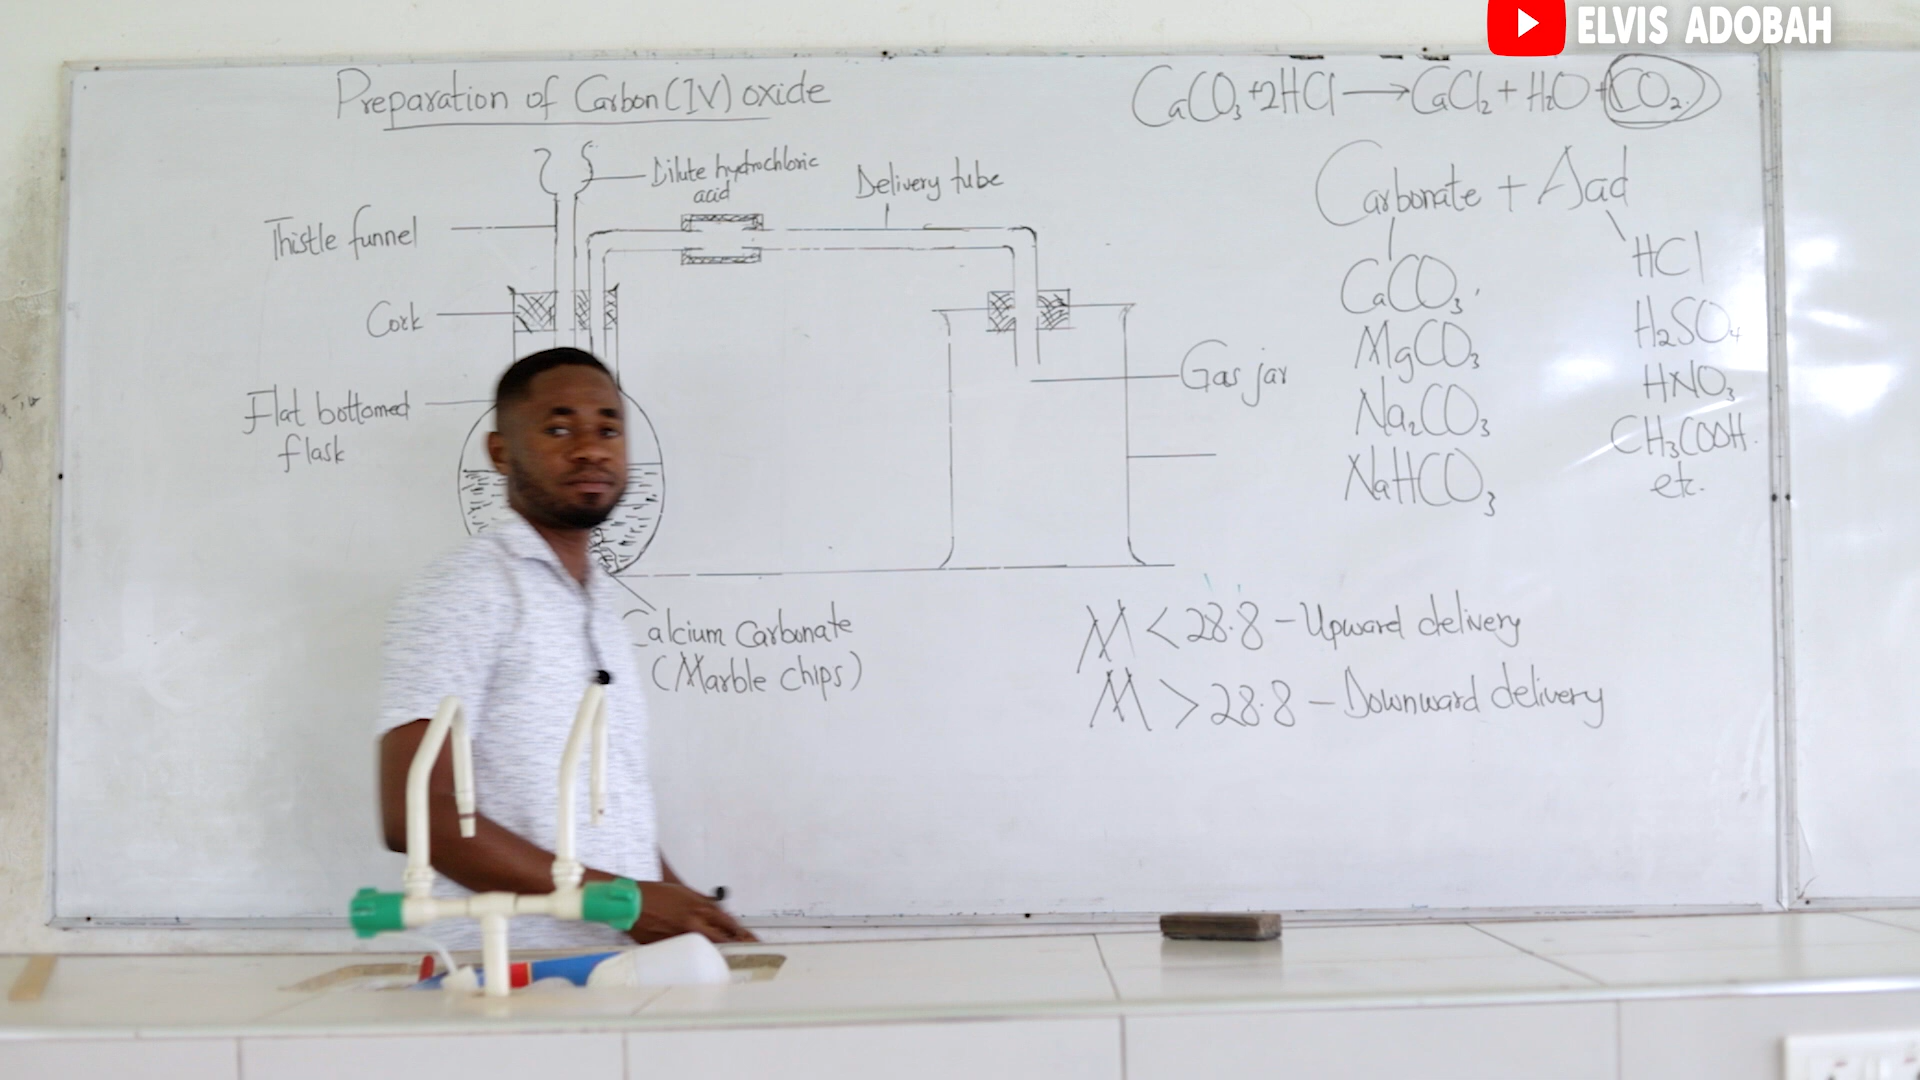 ELVIS ADOBAH
Preparation of Carbon(IV) oxide
CaCO₃+2HCl→CaCl₂+H₂O+CO₂
Dilute hydrochloric
acid
Delivery tube
Thistle funnel
Cork
Flat bottomed
flask
Gas jar
Calcium Carbonate
(Marble chips)
Carbonate + Acid
CaCO₃
MgCO₃
Na₂CO₃
NaHCO₃
HCl
H₂SO₄
HNO₃
CH₃COOH
etc.
M < 28.8 – Upward delivery
M > 28.8 – Downward delivery